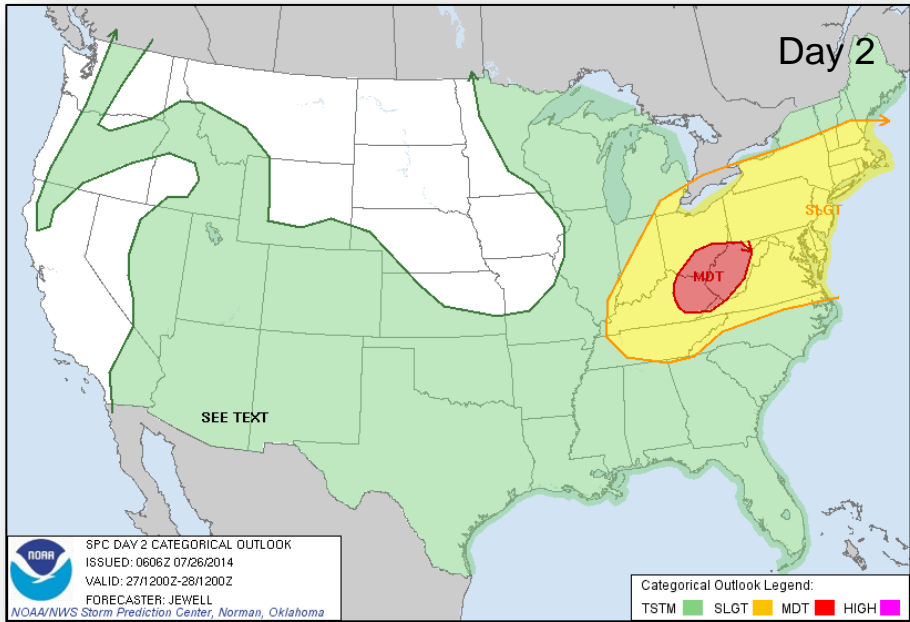 Day 2
SLGT
MDT
SEE TEXT
NOAA
SPC DAY 2 CATEGORICAL OUTLOOK
ISSUED: 0606Z 07/26/2014
VALID: 27/1200Z-28/1200Z
FORECASTER: JEWELL
NOAA/NWS Storm Prediction Center, Norman, Oklahoma
Categorical Outlook Legend:
TSTM SLGT MDT HIGH